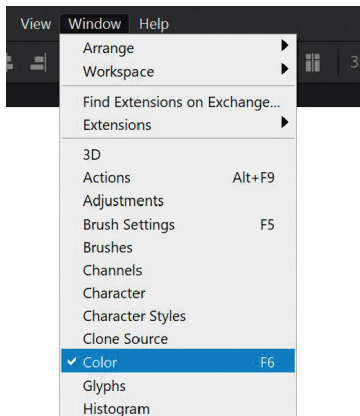 View Window Help
Arrange
Workspace
3
Find Extensions on Exchange...
Extensions
3D
Actions Alt+F9
Adjustments
Brush Settings F5
Brushes
Channels
Character
Character Styles
Clone Source
Color F6
Glyphs
Histogram